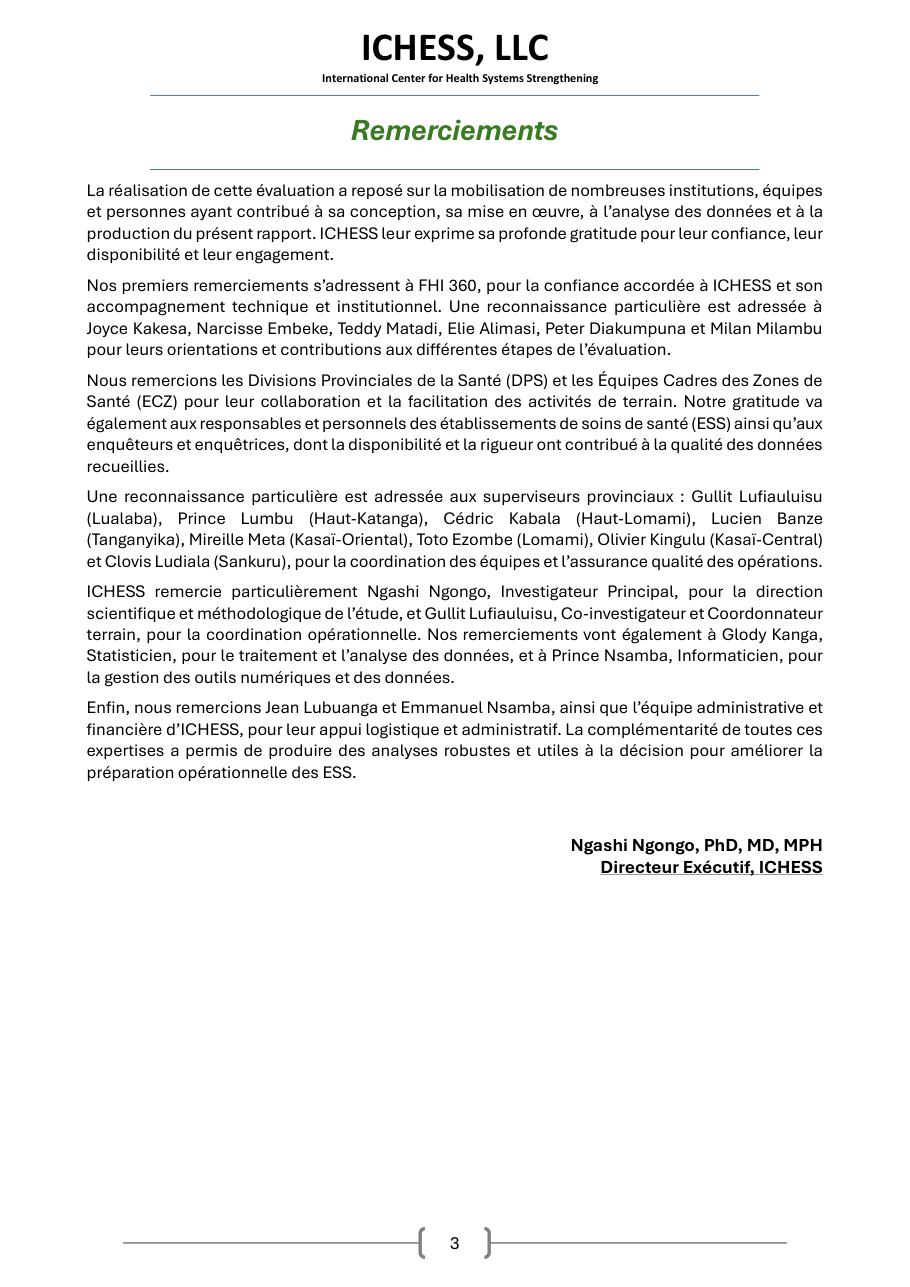 ICHESS, LLC
International Center for Health Systems Strengthening
Remerciements
La réalisation de cette évaluation a reposé sur la mobilisation de nombreuses institutions, équipes
et personnes ayant contribué à sa conception, sa mise en œuvre, à l’analyse des données et à la
production du présent rapport. ICHESS leur exprime sa profonde gratitude pour leur confiance, leur
disponibilité et leur engagement.
Nos premiers remerciements s’adressent à FHI 360, pour la confiance accordée à ICHESS et son
accompagnement technique et institutionnel. Une reconnaissance particulière est adressée à
Joyce Kakesa, Narcisse Embeke, Teddy Matadi, Elie Alimasi, Peter Diakumpuna et Milan Milambu
pour leurs orientations et contributions aux différentes étapes de l’évaluation.
Nous remercions les Divisions Provinciales de la Santé (DPS) et les Équipes Cadres des Zones de
Santé (ECZ) pour leur collaboration et la facilitation des activités de terrain. Notre gratitude va
également aux responsables et personnels des établissements de soins de santé (ESS) ainsi qu’aux
enquêteurs et enquêtrices, dont la disponibilité et la rigueur ont contribué à la qualité des données
recueillies.
Une reconnaissance particulière est adressée aux superviseurs provinciaux : Gullit Lufiauluisu
(Lualaba), Prince Lumbu (Haut-Katanga), Cédric Kabala (Haut-Lomami), Lucien Banze
(Tanganyika), Mireille Meta (Kasaï-Oriental), Toto Ezombe (Lomami), Olivier Kingulu (Kasaï-Central)
et Clovis Ludiala (Sankuru), pour la coordination des équipes et l’assurance qualité des opérations.
ICHESS remercie particulièrement Ngashi Ngongo, Investigateur Principal, pour la direction
scientifique et méthodologique de l’étude, et Gullit Lufiauluisu, Co-investigateur et Coordonnateur
terrain, pour la coordination opérationnelle. Nos remerciements vont également à Glody Kanga,
Statisticien, pour le traitement et l’analyse des données, et à Prince Nsamba, Informaticien, pour
la gestion des outils numériques et des données.
Enfin, nous remercions Jean Lubuanga et Emmanuel Nsamba, ainsi que l’équipe administrative et
financière d’ICHESS, pour leur appui logistique et administratif. La complémentarité de toutes ces
expertises a permis de produire des analyses robustes et utiles à la décision pour améliorer la
préparation opérationnelle des ESS.
Ngashi Ngongo, PhD, MD, MPH
Directeur Exécutif, ICHESS
3